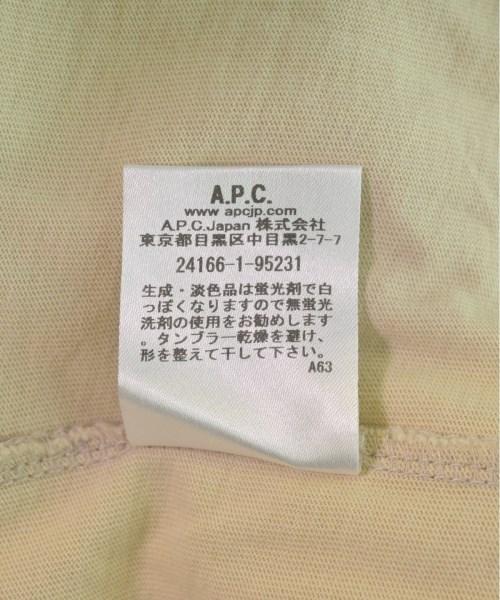 A.P.C.
www apcjp.com
A.P.C.Japan 株式会社
東京都目黒区中目黒2-7-7
24166-1-95231
生成・淡色品は蛍光剤で白
っぽくなりますので無蛍光
洗剤の使用をお勧めします
。タンブラー乾燥を避け、
形を整えて干して下さい。
A63